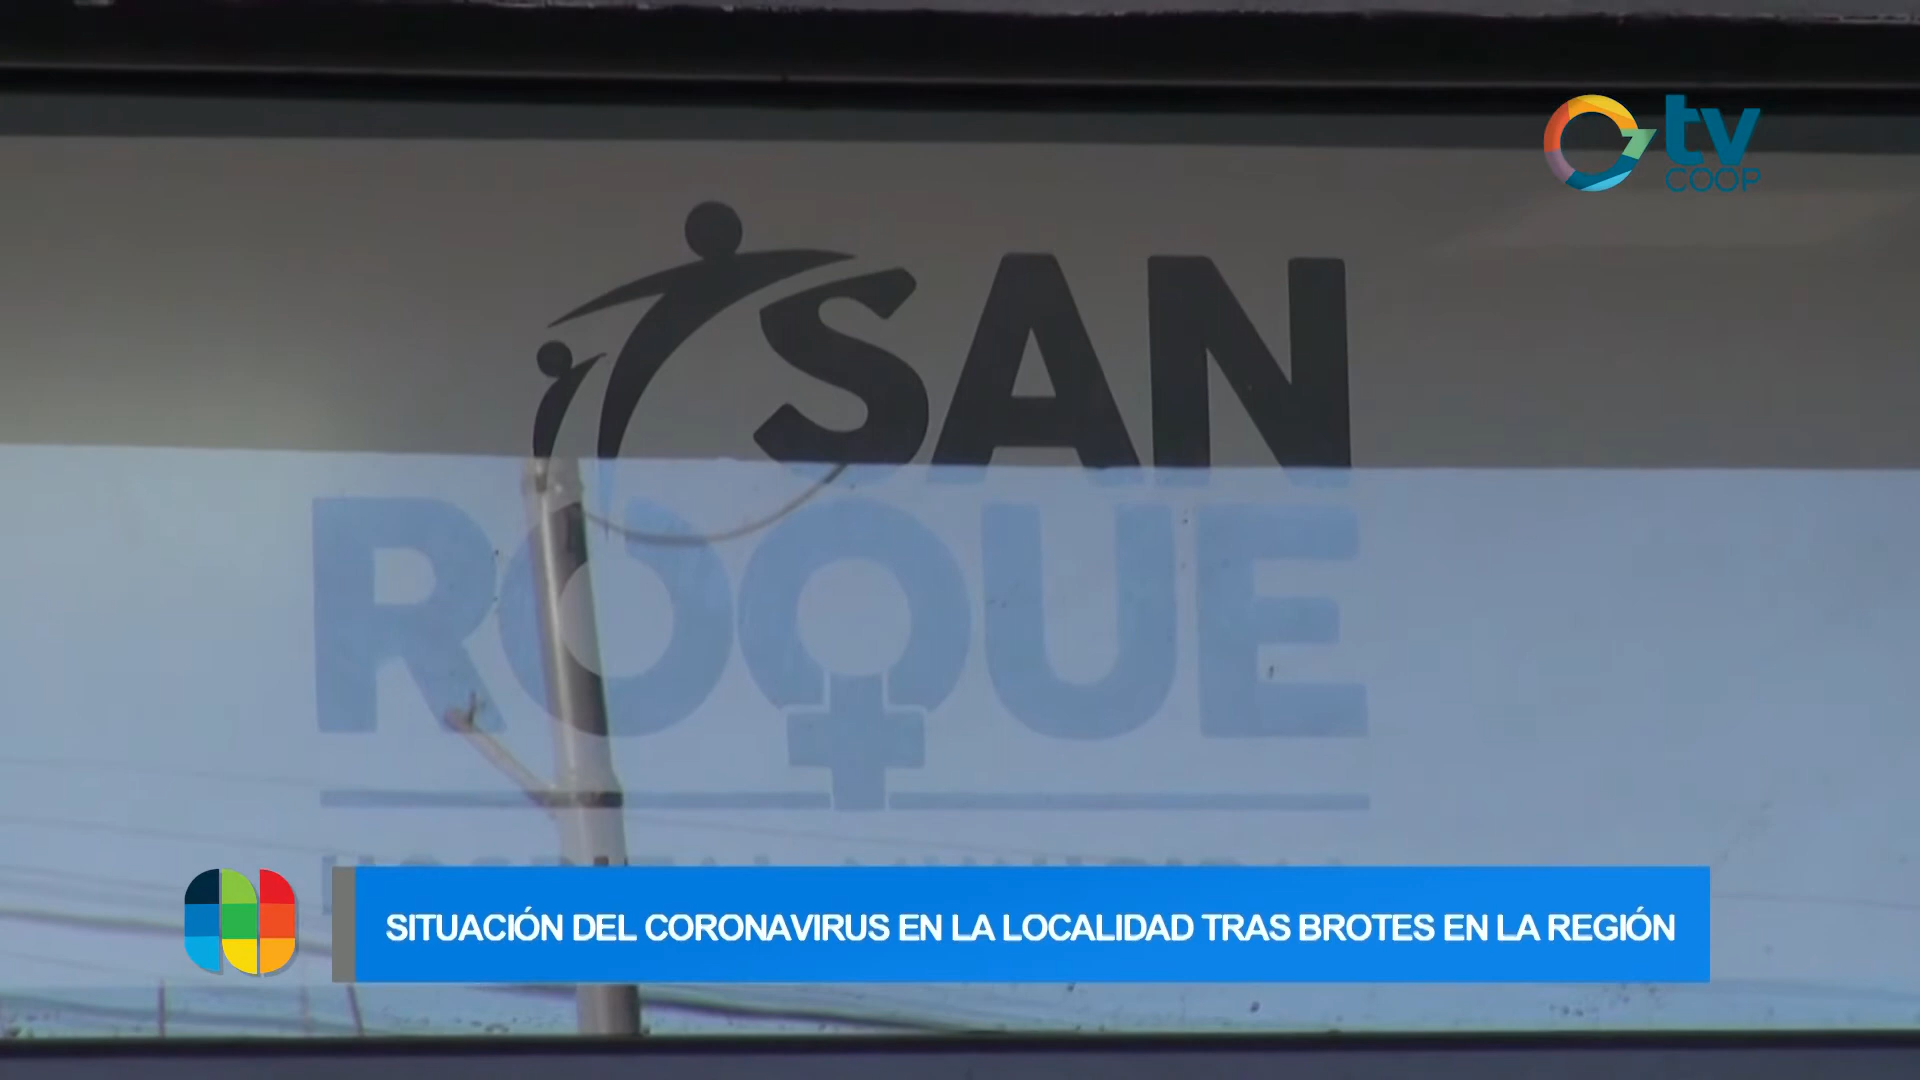 tv
COOP
SAN
ROQUE
SITUACIÓN DEL CORONAVIRUS EN LA LOCALIDAD TRAS BROTES EN LA REGIÓN